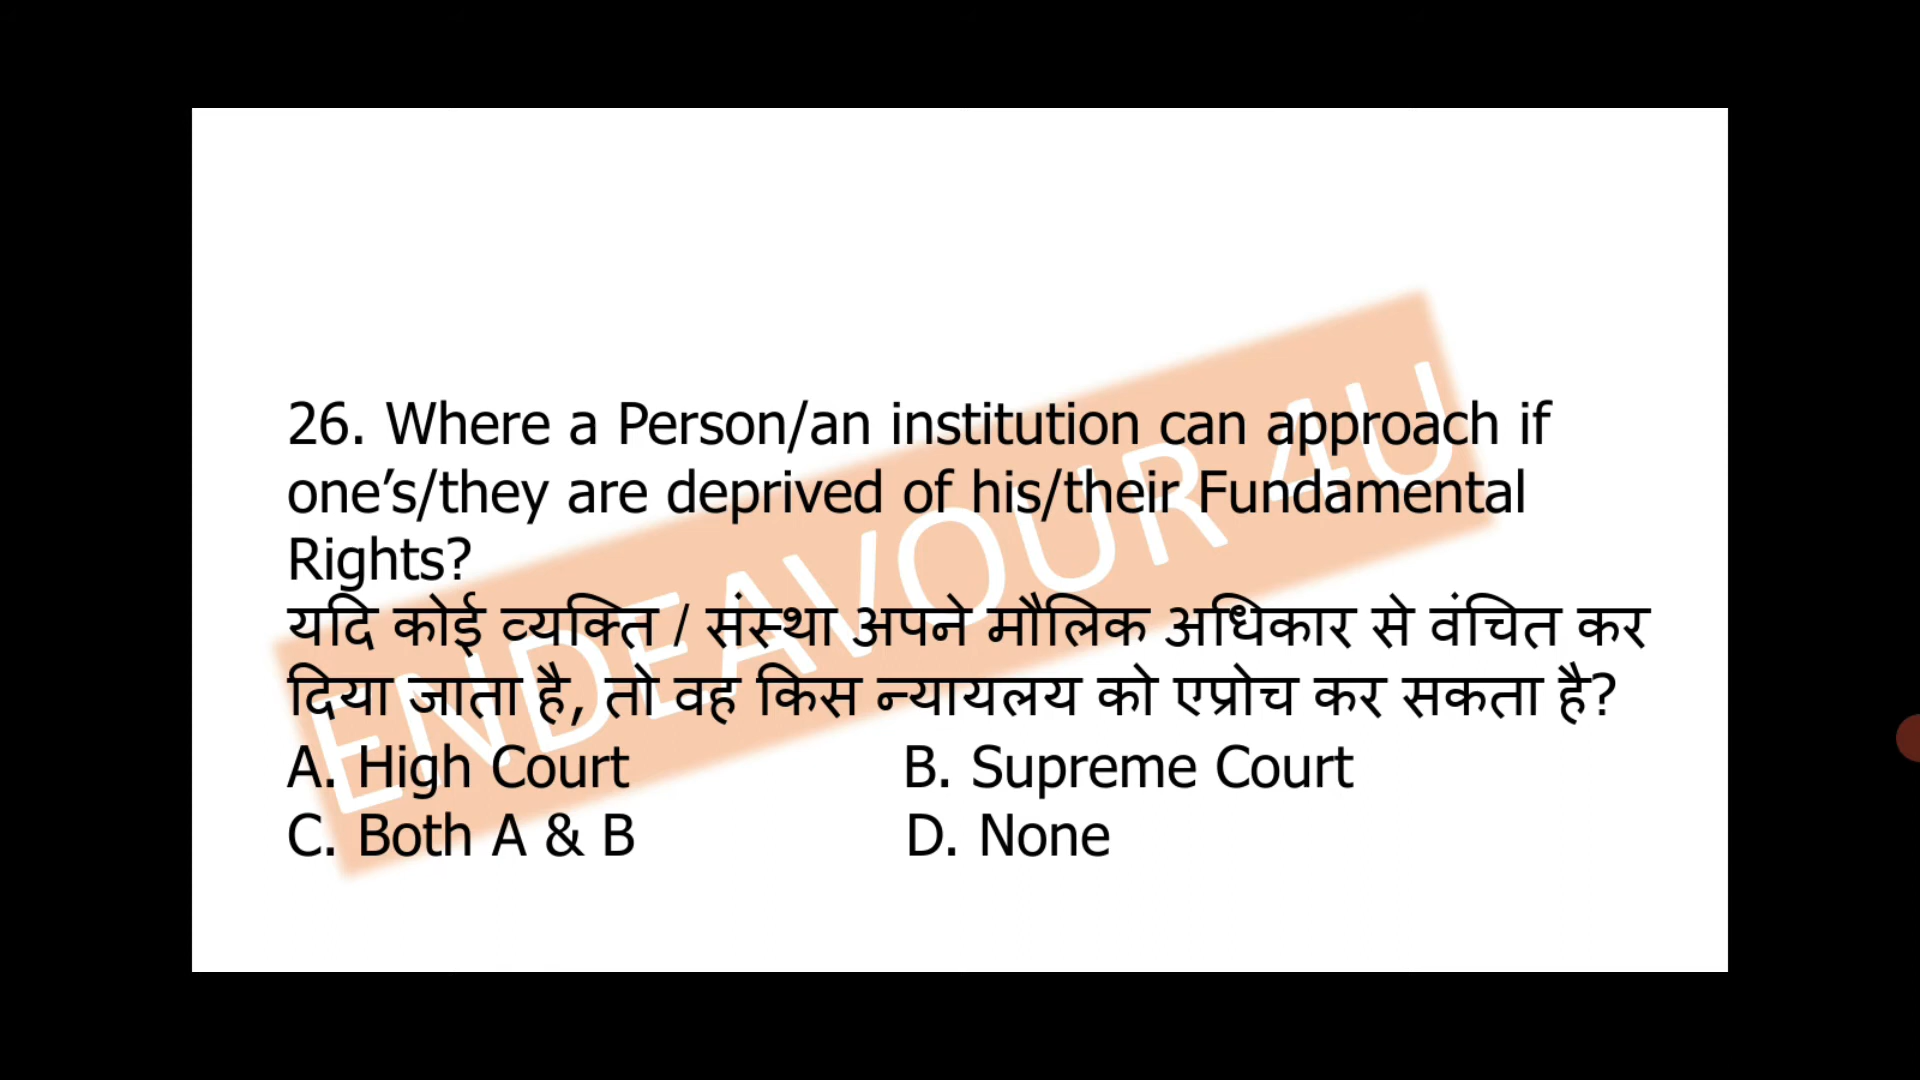 26. Where a Person/an institution can approach if
one’s/they are deprived of his/their Fundamental
Rights?
यदि कोई व्यक्ति / संस्था अपने मौलिक अधिकार से वंचित कर
दिया जाता है, तो वह किस न्यायलय को एप्रोच कर सकता है?
A. High Court B. Supreme Court
C. Both A & B D. None
ENDEAVOUR 4U